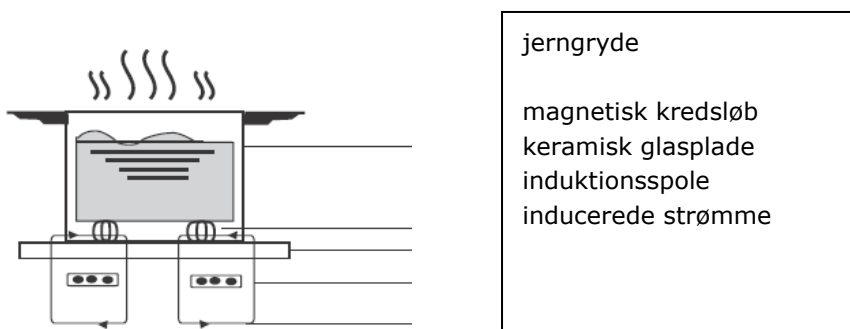 jerngryde
magnetisk kredsløb
keramisk glasplade
induktionsspole
inducerede strømme